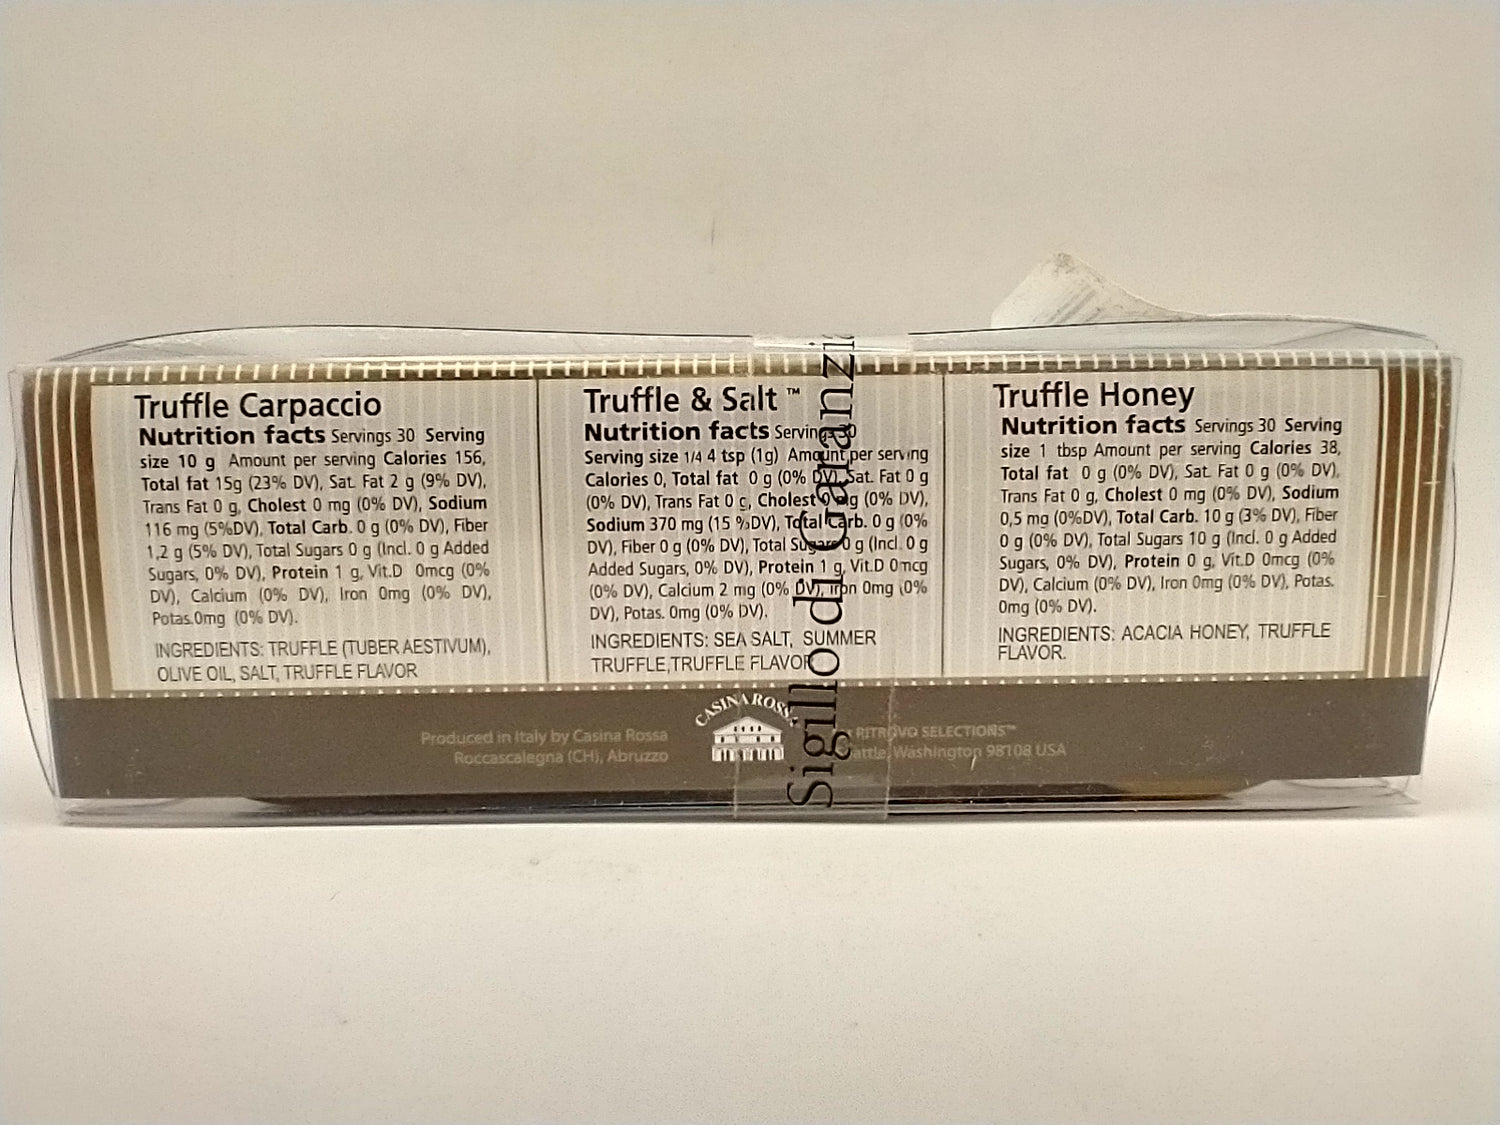 Truffle Carpaccio
Nutrition facts Servings 30 Serving
size 10 g Amount per serving Calories 156,
Total fat 15g (23% DV), Sat. Fat 2 g (9% DV),
Trans Fat 0 g, Cholest 0 mg (0% DV), Sodium
116 mg (5%DV), Total Carb. 0 g (0% DV), Fiber
1,2 g (5% DV), Total Sugars 0 g (Incl. 0 g Added
Sugars, 0% DV), Protein 1 g, Vit.D 0mcg (0%
DV), Calcium (0% DV), Iron 0mg (0% DV),
Potas.0mg (0% DV).
INGREDIENTS: TRUFFLE (TUBER AESTIVUM),
OLIVE OIL, SALT, TRUFFLE FLAVOR
Truffle & Salt ™
Nutrition facts Servings 30
Serving size 1/4 4 tsp (1g) Amount per serving
Calories 0, Total fat 0 g (0% DV), Sat. Fat 0 g
(0% DV), Trans Fat 0 g, Cholest mg (0% DV),
Sodium 370 mg (15 %DV), Total Carb. 0 g (0%
DV), Fiber 0 g (0% DV), Total Sugars 0 g (Incl. 0 g
Added Sugars, 0% DV), Protein 1 g, Vit.D 0mcg
(0% DV), Calcium 2 mg (0% DV), Iron 0mg (0%
DV), Potas. 0mg (0% DV).
INGREDIENTS: SEA SALT, SUMMER
TRUFFLE,TRUFFLE FLAVOR
Truffle Honey
Nutrition facts Servings 30 Serving
size 1 tbsp Amount per serving Calories 38,
Total fat 0 g (0% DV), Sat. Fat 0 g (0% DV),
Trans Fat 0 g, Cholest 0 mg (0% DV), Sodium
0,5 mg (0%DV), Total Carb. 10 g (3% DV), Fiber
0 g (0% DV), Total Sugars 10 g (Incl. 0 g Added
Sugars, 0% DV), Protein 0 g, Vit.D 0mcg (0%
DV), Calcium (0% DV), Iron 0mg (0% DV), Potas.
0mg (0% DV).
INGREDIENTS: ACACIA HONEY, TRUFFLE
FLAVOR.
Sigillo di Garanzi
Produced in Italy by Casina Rossa
Roccascalegna (CH), Abruzzo
CASINA ROSSA
RITROVO SELECTIONS™
Washington 98108 USA